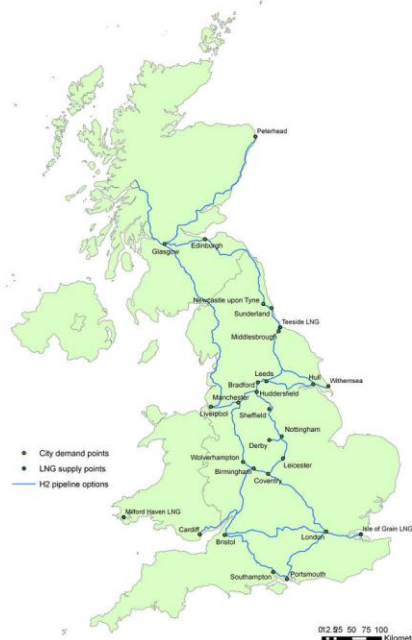 Peterhead
Glasgow
Edinburgh
Newcastle upon Tyne
Sunderland
Teeside LNG
Middlesbrough
Leeds
Hull
Bradford
Withernsea
Huddersfield
Manchester
Liverpool
Sheffield
Nottingham
Derby
Wolverhampton
Leicester
Birmingham
Coventry
City demand points
LNG supply points
H2 pipeline options
Milford Haven LNG
Cardiff
Bristol
London
Isle of Grain LNG
Southampton
Portsmouth
50 75 100
Kilometers